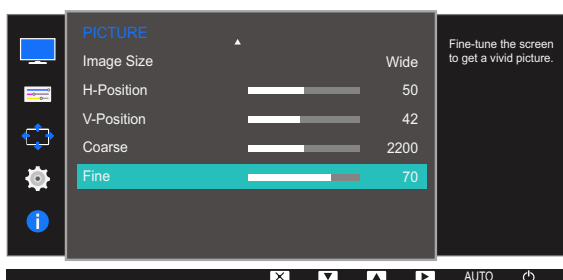 PICTURE
Image Size Wide
H-Position 50
V-Position 42
Coarse 2200
Fine 70
Fine-tune the screen
to get a vivid picture.
AUTO